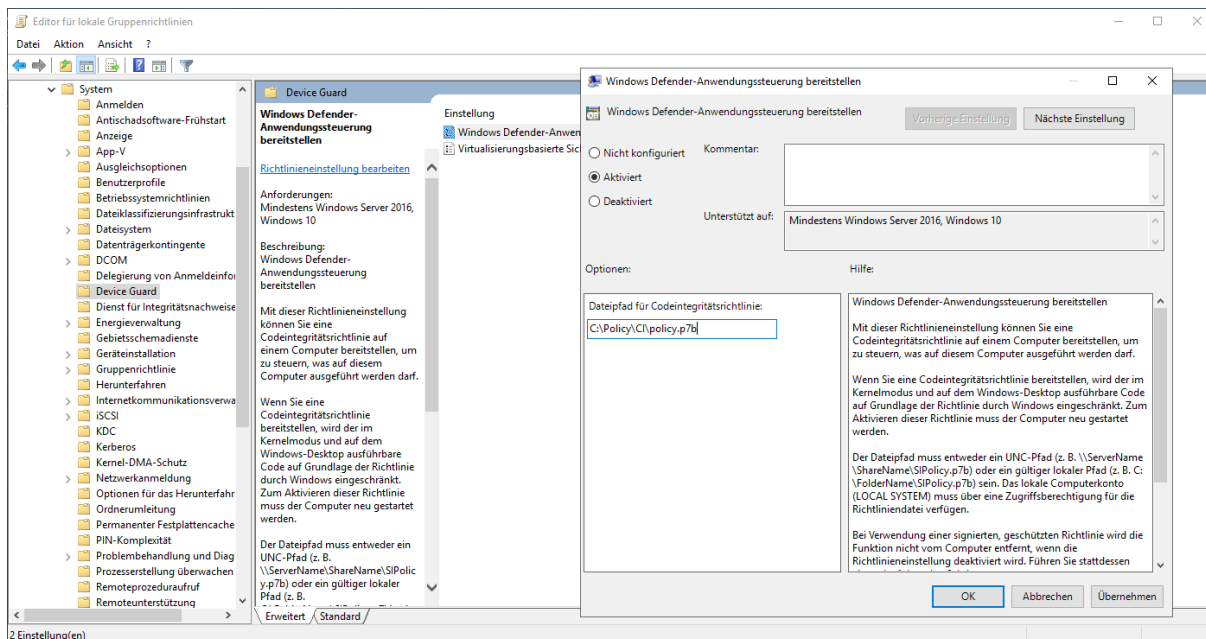 Editor für lokale Gruppenrichtlinien
Datei Aktion Ansicht ?
System
Anmelden
Antischadsoftware-Frühstart
Anzeige
App-V
Ausgleichsoptionen
Benutzerprofile
Betriebssystemrichtlinien
Dateiklassifizierungsinfrastrukt
Dateisystem
Datenträgerkontingente
DCOM
Delegierung von Anmeldeinfor
Device Guard
Dienst für Integritätsnachweise
Energieverwaltung
Gebietsschemadienste
Geräteinstallation
Gruppenrichtlinie
Herunterfahren
Internetkommunikationsverwa
iSCSI
KDC
Kerberos
Kernel-DMA-Schutz
Netzwerkanmeldung
Optionen für das Herunterfahr
Ordnerumleitung
Permanenter Festplattencache
PIN-Komplexität
Problembehandlung und Diag
Prozesserstellung überwachen
Remoteprozeduraufruf
Remoteunterstützung
2 Einstellung(en)
Device Guard
Windows Defender-
Anwendungssteuerung
bereitstellen
Richtlinieneinstellung bearbeiten
Anforderungen:
Mindestens Windows Server 2016,
Windows 10
Beschreibung:
Windows Defender-
Anwendungssteuerung
bereitstellen
Mit dieser Richtlinieneinstellung
können Sie eine
Codeintegritätsrichtlinie auf
einem Computer bereitstellen, um
zu steuern, was auf diesem
Computer ausgeführt werden darf.
Wenn Sie eine
Codeintegritätsrichtlinie
bereitstellen, wird der im
Kernelmodus und auf dem
Windows-Desktop ausführbare
Code auf Grundlage der Richtlinie
durch Windows eingeschränkt.
Zum Aktivieren dieser Richtlinie
muss der Computer neu gestartet
werden.
Der Dateipfad muss entweder ein
UNC-Pfad (z. B.
\\ServerName\ShareName\SIPolic
y.p7b) oder ein gültiger lokaler
Pfad (z. B.
Erweitert Standard
Einstellung
Windows Defender-Anwen
Virtualisierungsbasierte Sic
Windows Defender-Anwendungssteuerung bereitstellen
Windows Defender-Anwendungssteuerung bereitstellen
Vorherige Einstellung Nächste Einstellung
Nicht konfiguriert
Aktiviert
Deaktiviert
Kommentar:
Unterstützt auf: Mindestens Windows Server 2016, Windows 10
Optionen:
Hilfe:
Dateipfad für Codeintegritätsrichtlinie:
C:\Policy\CI\policy.p7b
Windows Defender-Anwendungssteuerung bereitstellen
Mit dieser Richtlinieneinstellung können Sie eine
Codeintegritätsrichtlinie auf einem Computer bereitstellen, um
zu steuern, was auf diesem Computer ausgeführt werden darf.
Wenn Sie eine Codeintegritätsrichtlinie bereitstellen, wird der im
Kernelmodus und auf dem Windows-Desktop ausführbare Code
auf Grundlage der Richtlinie durch Windows eingeschränkt. Zum
Aktivieren dieser Richtlinie muss der Computer neu gestartet
werden.
Der Dateipfad muss entweder ein UNC-Pfad (z. B. \\ServerName
\ShareName\SIPolicy.p7b) oder ein gültiger lokaler Pfad (z. B. C:
\FolderName\SIPolicy.p7b) sein. Das lokale Computerkonto
(LOCAL SYSTEM) muss über eine Zugriffsberechtigung für die
Richtliniendatei verfügen.
Bei Verwendung einer signierten, geschützten Richtlinie wird die
Funktion nicht vom Computer entfernt, wenn die
Richtlinieneinstellung deaktiviert wird. Führen Sie stattdessen
OK Abbrechen Übernehmen